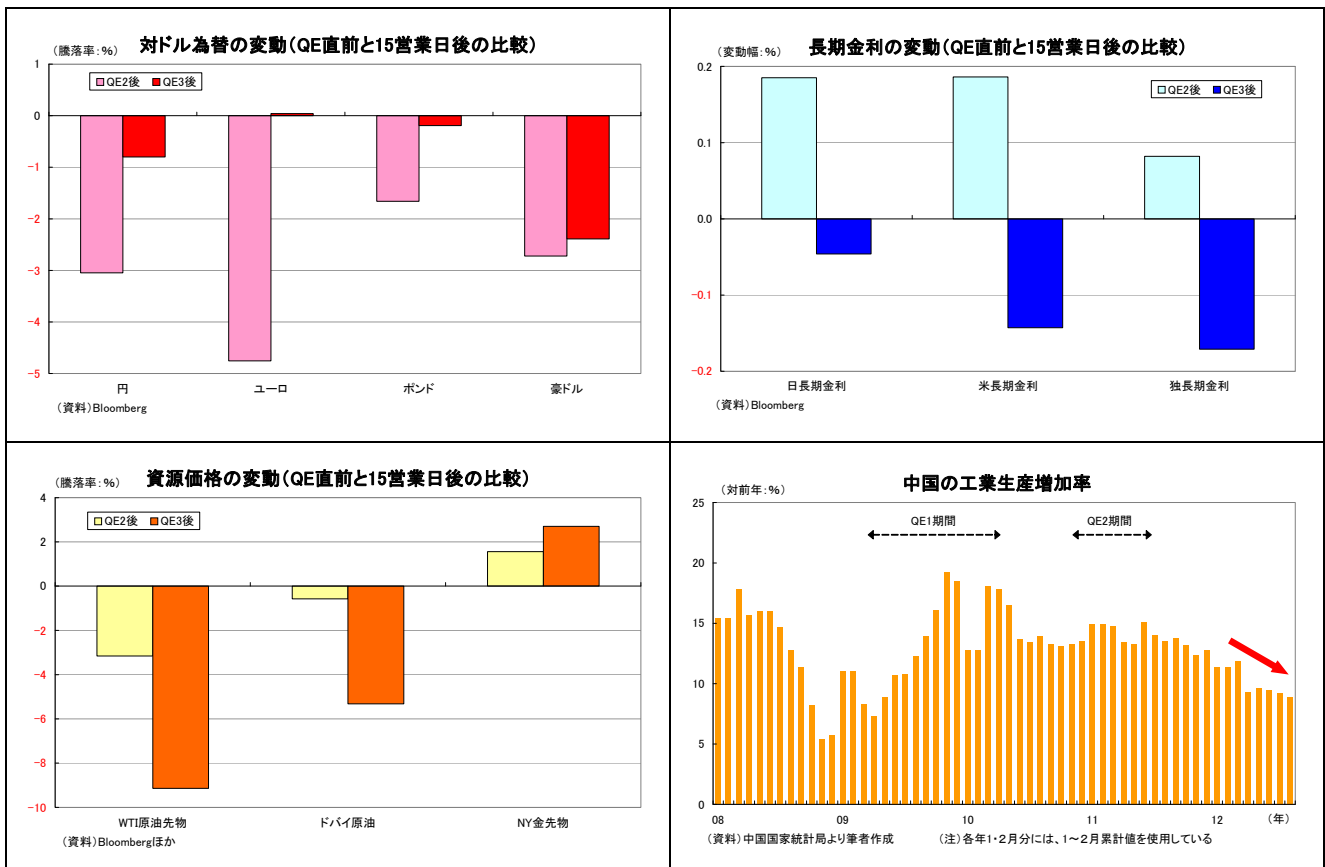 対ドル為替の変動(QE直前と15営業日後の比較)
(騰落率:%)
QE2後 QE3後
1
0
-1
-2
-3
-4
-5
円 ユーロ ポンド 豪ドル
(資料)Bloomberg
長期金利の変動(QE直前と15営業日後の比較)
(変動幅:%)
QE2後 QE3後
0.2
0.1
0.0
-0.1
-0.2
日長期金利 米長期金利 独長期金利
(資料)Bloomberg
資源価格の変動(QE直前と15営業日後の比較)
(騰落率:%)
QE2後 QE3後
4
2
0
-2
-4
-6
-8
-10
WTI原油先物 ドバイ原油 NY金先物
(資料)Bloombergほか
中国の工業生産増加率
(対前年:%)
QE1期間 QE2期間
25
20
15
10
5
0
08 09 10 11 12 (年)
(資料)中国国家統計局より筆者作成 (注)各年1・2月分には、1~2月累計値を使用している